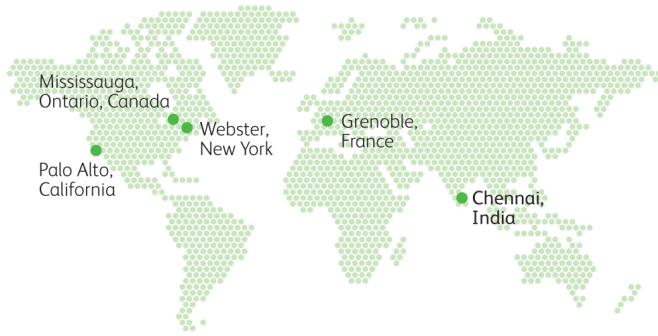 Mississauga,
Ontario, Canada
Webster,
New York
Grenoble,
France
Palo Alto,
California
Chennai,
India